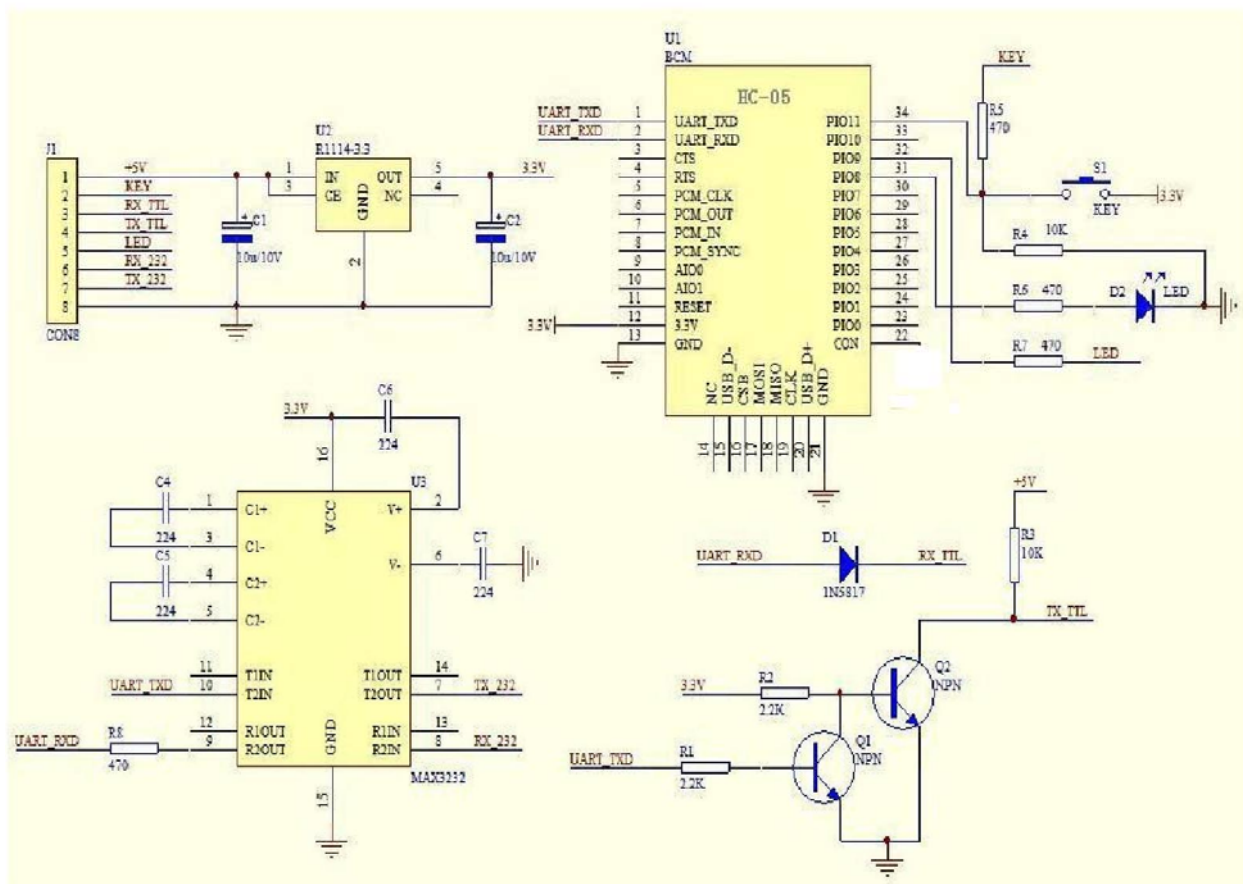 J1
1 +5V
2 KEY
3 RX_TTL
4 TX_TTL
5 LED
6 RX_232
7 TX_232
8
CON8
U2
R1114-3.3
1 IN OUT 5
3 CE NC 4
GND
2
3.3V
+
C1
10u/10V
+
C2
10u/10V
U1
BCM
HC-05
UART_TXD 1 UART_TXD PIO11 34
UART_RXD 2 UART_RXD PIO10 33
3 CTS PIO9 32
4 RTS PIO8 31
5 PCM_CLK PIO7 30
6 PCM_OUT PIO6 29
7 PCM_IN PIO5 28
8 PCM_SYNC PIO4 27
9 AIO0 PIO3 26
10 AIO1 PIO2 25
11 RESET PIO1 24
3.3V 12 3.3V PIO0 23
13 GND CON 22
NC USB_D- CSB MOSI MISO CLK USB_D+ GND
14 15 16 17 18 19 20 21
KEY
R5
470
S1
KEY
3.3V
R4 10K
R6 470
D2 LED
R7 470 LED
3.3V
C6
224
16
U3
C4
224
1 C1+ VCC V+ 2
3 C1-
C5
224
4 C2+ V- 6
C7
224
5 C2-
11 T1IN T1OUT 14
UART_TXD 10 T2IN T2OUT 7 TX_232
12 R1OUT R1IN 13
UART_RXD R8 9 R2OUT GND R2IN 8 RX_232
470
MAX3232
15
UART_RXD D1 RX_TTL
1N5817
+5V
R3
10K
TX_TTL
3.3V R2
2.2K
Q2
NPN
UART_TXD R1
2.2K
Q1
NPN